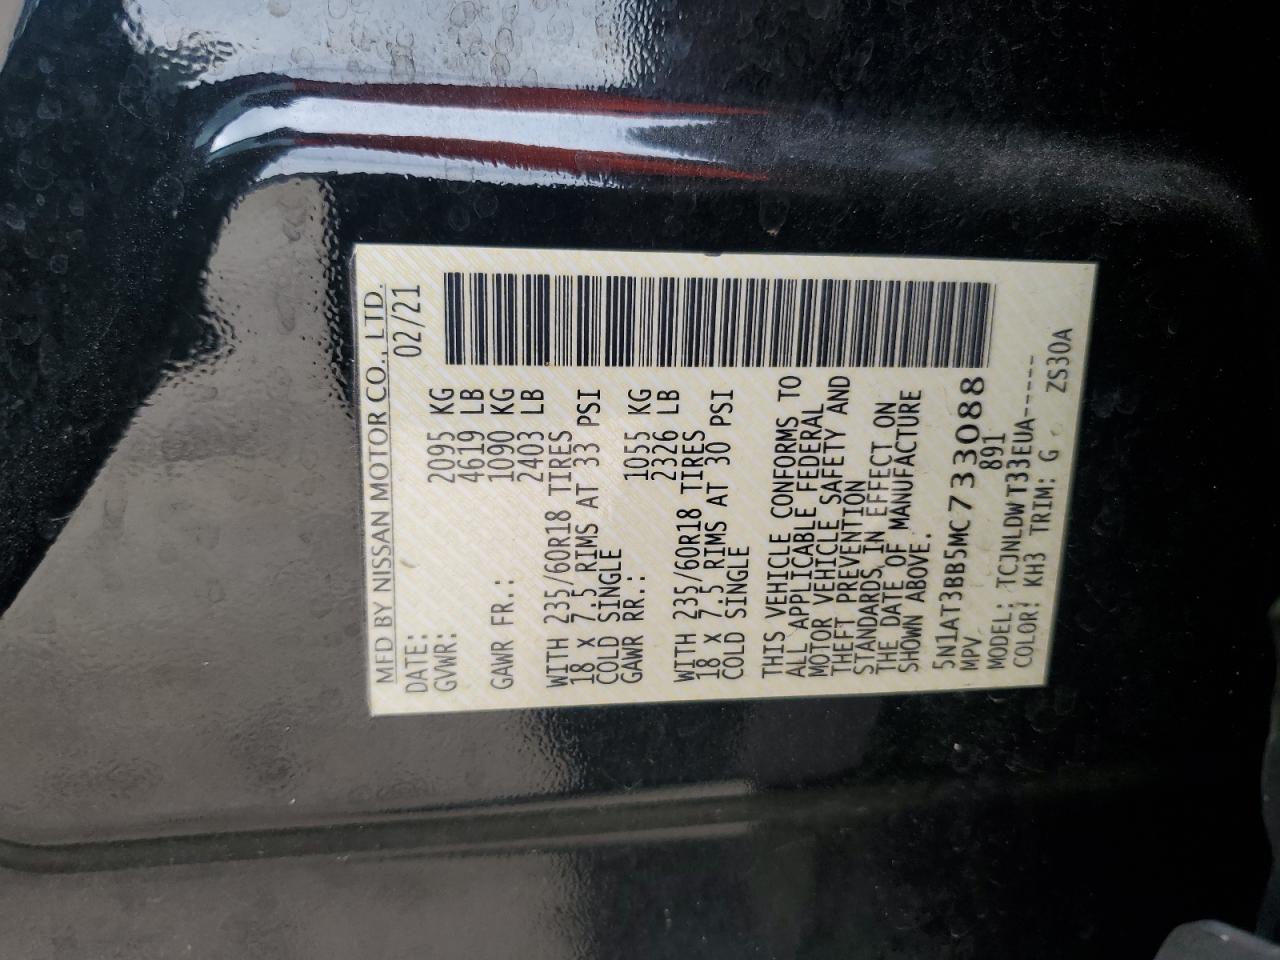 MFD BY NISSAN MOTOR CO., LTD.
DATE: 02/21
GVWR: 2095 KG
4619 LB
GAWR FR.: 1090 KG
2403 LB
WITH 235/60R18 TIRES
18 X 7.5 RIMS AT 33 PSI
COLD SINGLE
GAWR RR.: 1055 KG
2326 LB
WITH 235/60R18 TIRES
18 X 7.5 RIMS AT 30 PSI
COLD SINGLE
THIS VEHICLE CONFORMS TO
ALL APPLICABLE FEDERAL
MOTOR VEHICLE SAFETY AND
THEFT PREVENTION
STANDARDS IN EFFECT ON
THE DATE OF MANUFACTURE
SHOWN ABOVE.
5N1AT3BB5MC733088
MPV 891
MODEL: TCJNLDWT33EUA-----
COLOR: KH3 TRIM: G ZS30A